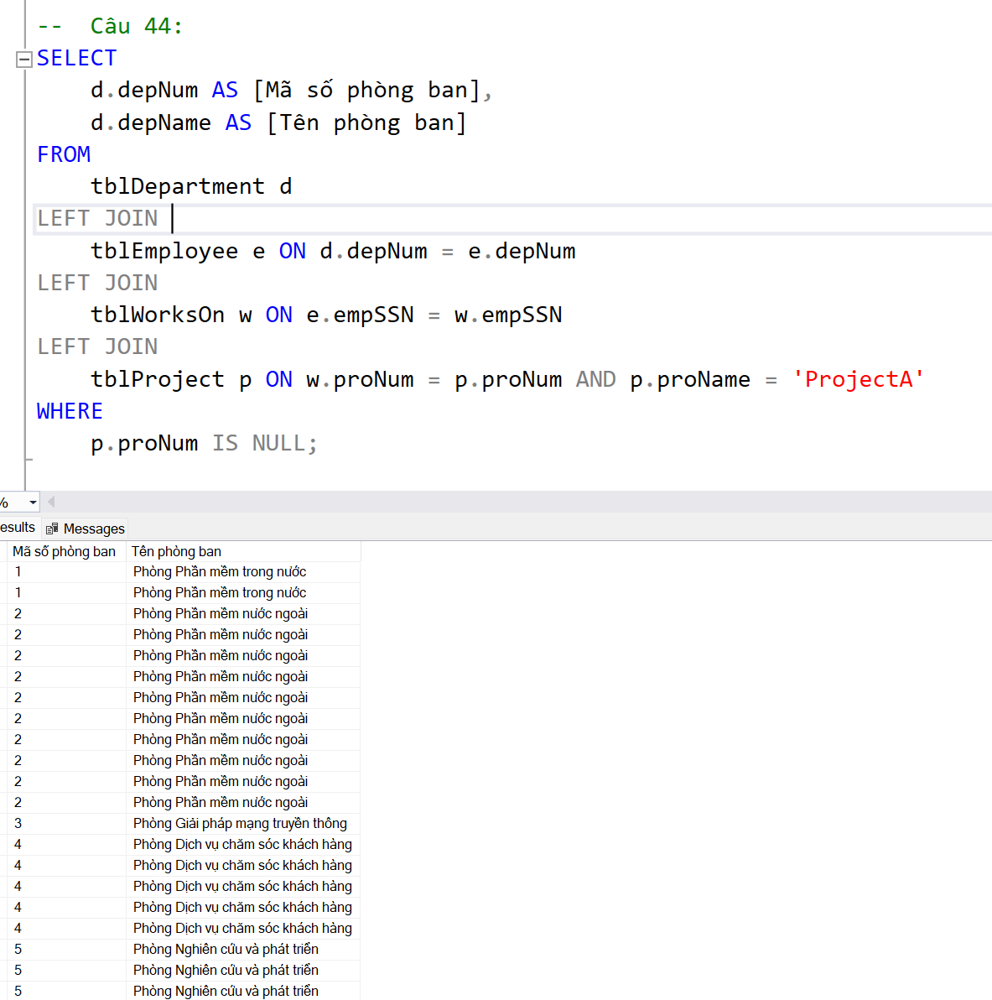 -- Câu 44:
SELECT
d.depNum AS [Mã số phòng ban],
d.depName AS [Tên phòng ban]
FROM
tblDepartment d
LEFT JOIN
tblEmployee e ON d.depNum = e.depNum
LEFT JOIN
tblWorksOn w ON e.empSSN = w.empSSN
LEFT JOIN
tblProject p ON w.proNum = p.proNum AND p.proName = 'ProjectA'
WHERE
p.proNum IS NULL;
%
esults Messages
Mã số phòng ban Tên phòng ban
1 Phòng Phần mềm trong nước
1 Phòng Phần mềm trong nước
2 Phòng Phần mềm nước ngoài
2 Phòng Phần mềm nước ngoài
2 Phòng Phần mềm nước ngoài
2 Phòng Phần mềm nước ngoài
2 Phòng Phần mềm nước ngoài
2 Phòng Phần mềm nước ngoài
2 Phòng Phần mềm nước ngoài
2 Phòng Phần mềm nước ngoài
2 Phòng Phần mềm nước ngoài
2 Phòng Phần mềm nước ngoài
3 Phòng Giải pháp mạng truyền thông
4 Phòng Dịch vụ chăm sóc khách hàng
4 Phòng Dịch vụ chăm sóc khách hàng
4 Phòng Dịch vụ chăm sóc khách hàng
4 Phòng Dịch vụ chăm sóc khách hàng
4 Phòng Dịch vụ chăm sóc khách hàng
5 Phòng Nghiên cứu và phát triển
5 Phòng Nghiên cứu và phát triển
5 Phòng Nghiên cứu và phát triển